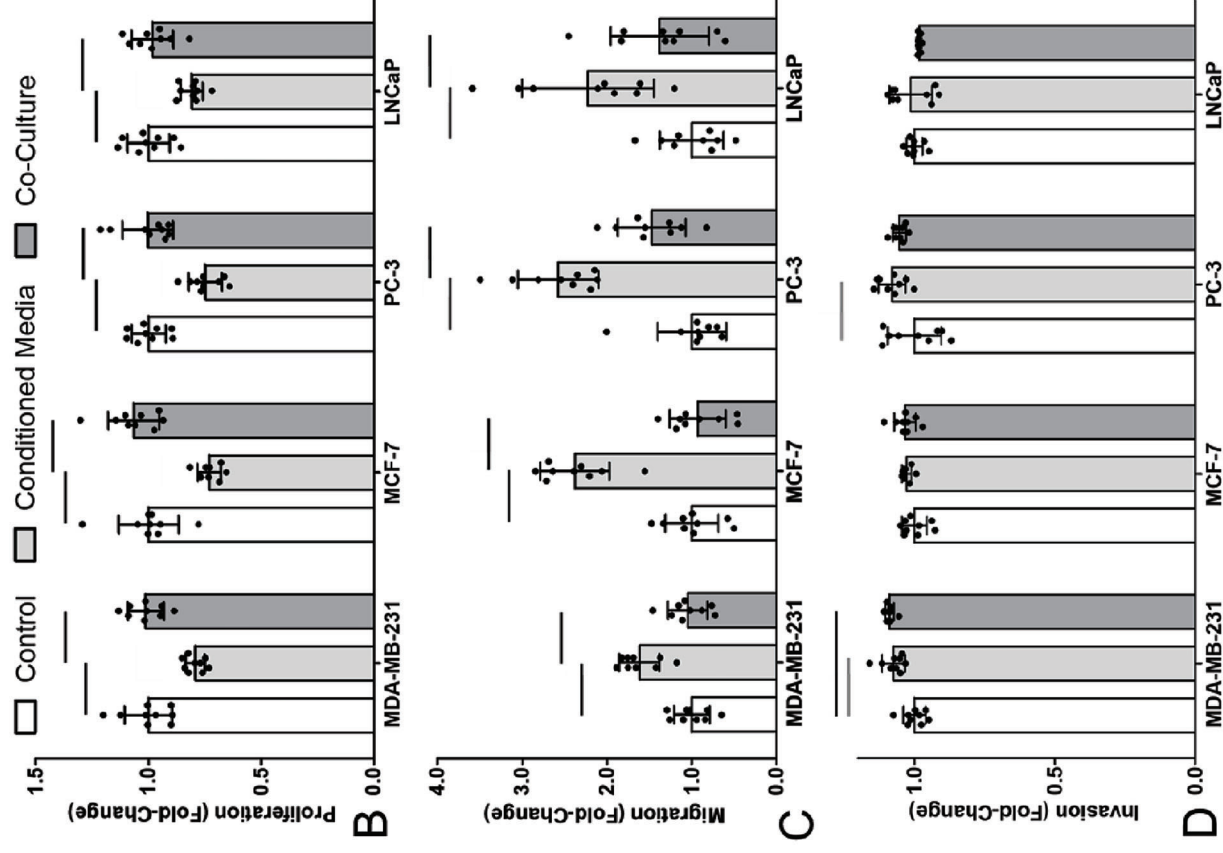 Control Conditioned Media Co-Culture
B
Proliferation (Fold-Change)
1.5
1.0
0.5
0.0
MDA-MB-231 MCF-7 PC-3 LNCaP
C
Migration (Fold-Change)
4.0
3.0
2.0
1.0
0.0
MDA-MB-231 MCF-7 PC-3 LNCaP
D
Invasion (Fold-Change)
1.0
0.5
0.0
MDA-MB-231 MCF-7 PC-3 LNCaP